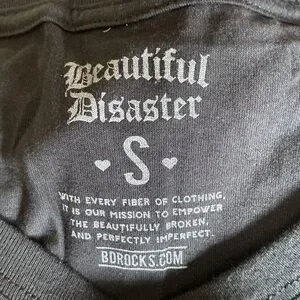 Beautiful
Disaster
S
WITH EVERY FIBER OF CLOTHING,
IT IS OUR MISSION TO EMPOWER
THE BEAUTIFULLY BROKEN,
AND PERFECTLY IMPERFECT.
BDROCKS.COM